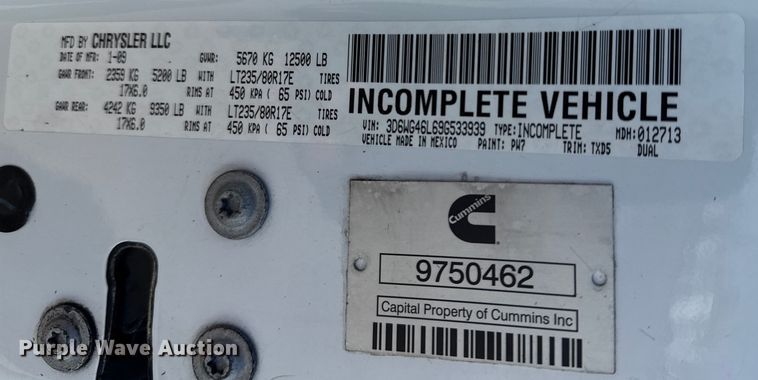 MFD BY CHRYSLER LLC
DATE OF MFR: 1-09 GVWR: 5670 KG 12500 LB
GAWR FRONT: 2359 KG 5200 LB WITH LT235/80R17E TIRES
17X6.0 RIMS AT 450 KPA( 65 PSI) COLD
GAWR REAR: 4242 KG 9350 LB WITH LT235/80R17E TIRES
17X6.0 RIMS AT 450 KPA ( 65 PSI) COLD
INCOMPLETE VEHICLE
VIN: 3D6WG46L69G533939 TYPE: INCOMPLETE MDH: 012713
VEHICLE MADE IN MEXICO PAINT: PW7 TRIM: TXD5 DUAL
Cummins
9750462
Capital Property of Cummins Inc
Purple Wave Auction